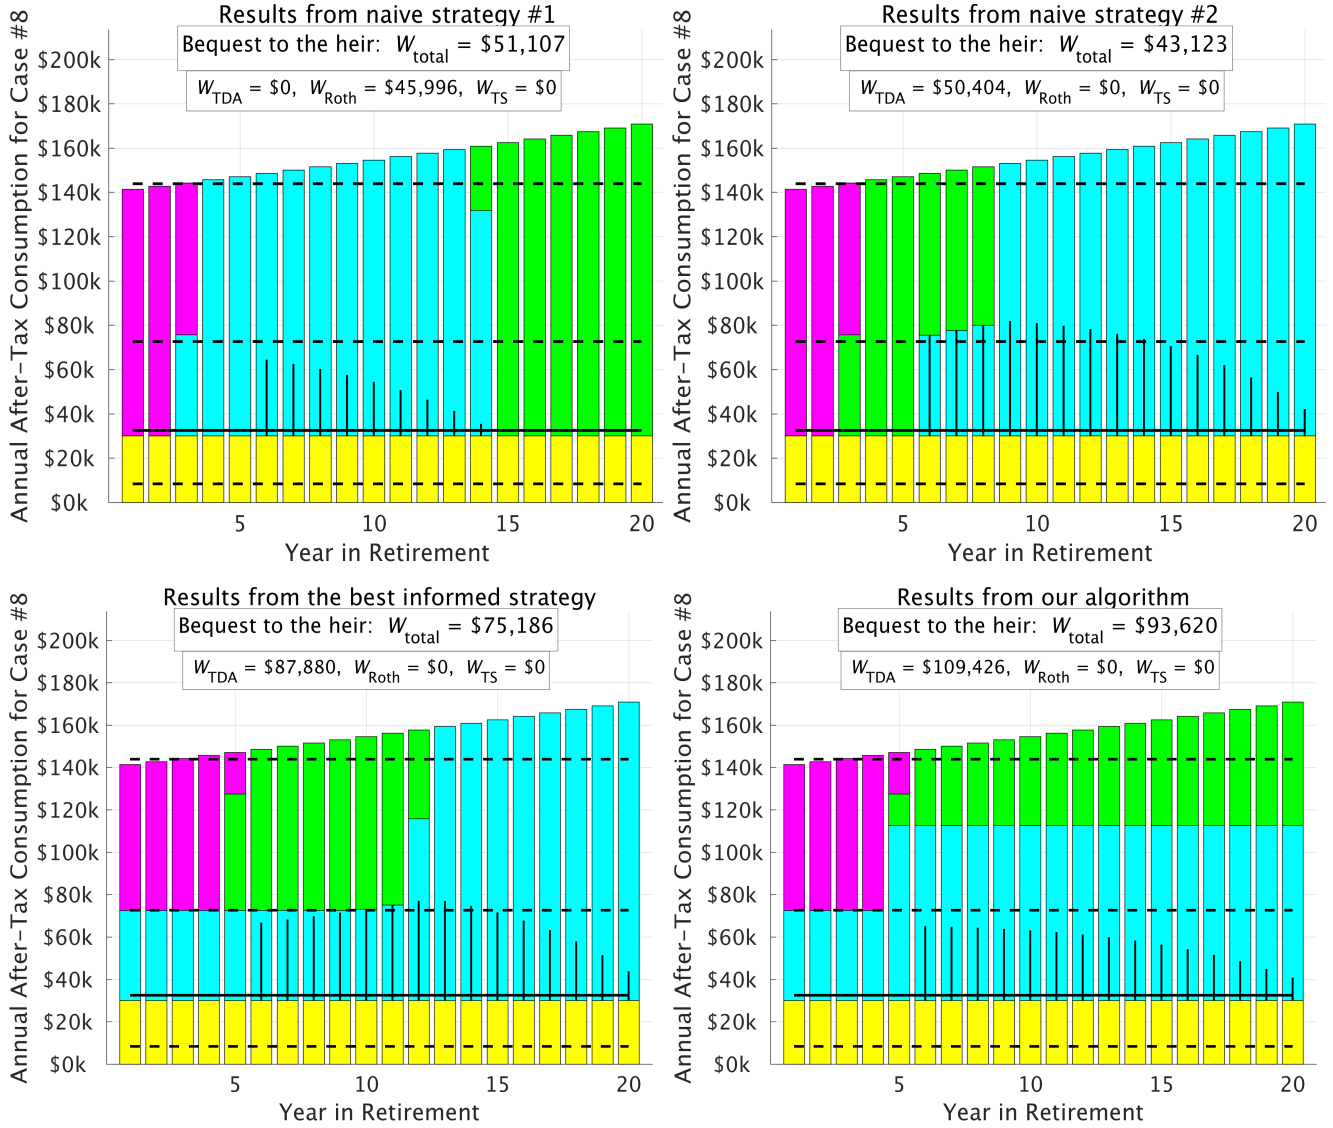 Results from naive strategy #1
Bequest to the heir: W_total = $51,107
W_TDA = $0, W_Roth = $45,996, W_TS = $0
Annual After-Tax Consumption for Case #8
$200k
$180k
$160k
$140k
$120k
$100k
$80k
$60k
$40k
$20k
$0k
5 10 15 20
Year in Retirement
Results from naive strategy #2
Bequest to the heir: W_total = $43,123
W_TDA = $50,404, W_Roth = $0, W_TS = $0
Annual After-Tax Consumption for Case #8
$200k
$180k
$160k
$140k
$120k
$100k
$80k
$60k
$40k
$20k
$0k
5 10 15 20
Year in Retirement
Results from the best informed strategy
Bequest to the heir: W_total = $75,186
W_TDA = $87,880, W_Roth = $0, W_TS = $0
Annual After-Tax Consumption for Case #8
$200k
$180k
$160k
$140k
$120k
$100k
$80k
$60k
$40k
$20k
$0k
5 10 15 20
Year in Retirement
Results from our algorithm
Bequest to the heir: W_total = $93,620
W_TDA = $109,426, W_Roth = $0, W_TS = $0
Annual After-Tax Consumption for Case #8
$200k
$180k
$160k
$140k
$120k
$100k
$80k
$60k
$40k
$20k
$0k
5 10 15 20
Year in Retirement